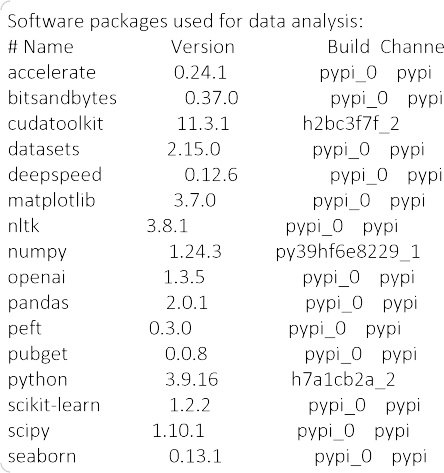 Software packages used for data analysis:
# Name Version Build Channe
accelerate 0.24.1 pypi_0 pypi
bitsandbytes 0.37.0 pypi_0 pypi
cudatoolkit 11.3.1 h2bc3f7f_2
datasets 2.15.0 pypi_0 pypi
deepspeed 0.12.6 pypi_0 pypi
matplotlib 3.7.0 pypi_0 pypi
nltk 3.8.1 pypi_0 pypi
numpy 1.24.3 py39hf6e8229_1
openai 1.3.5 pypi_0 pypi
pandas 2.0.1 pypi_0 pypi
peft 0.3.0 pypi_0 pypi
pubget 0.0.8 pypi_0 pypi
python 3.9.16 h7a1cb2a_2
scikit-learn 1.2.2 pypi_0 pypi
scipy 1.10.1 pypi_0 pypi
seaborn 0.13.1 pypi_0 pypi